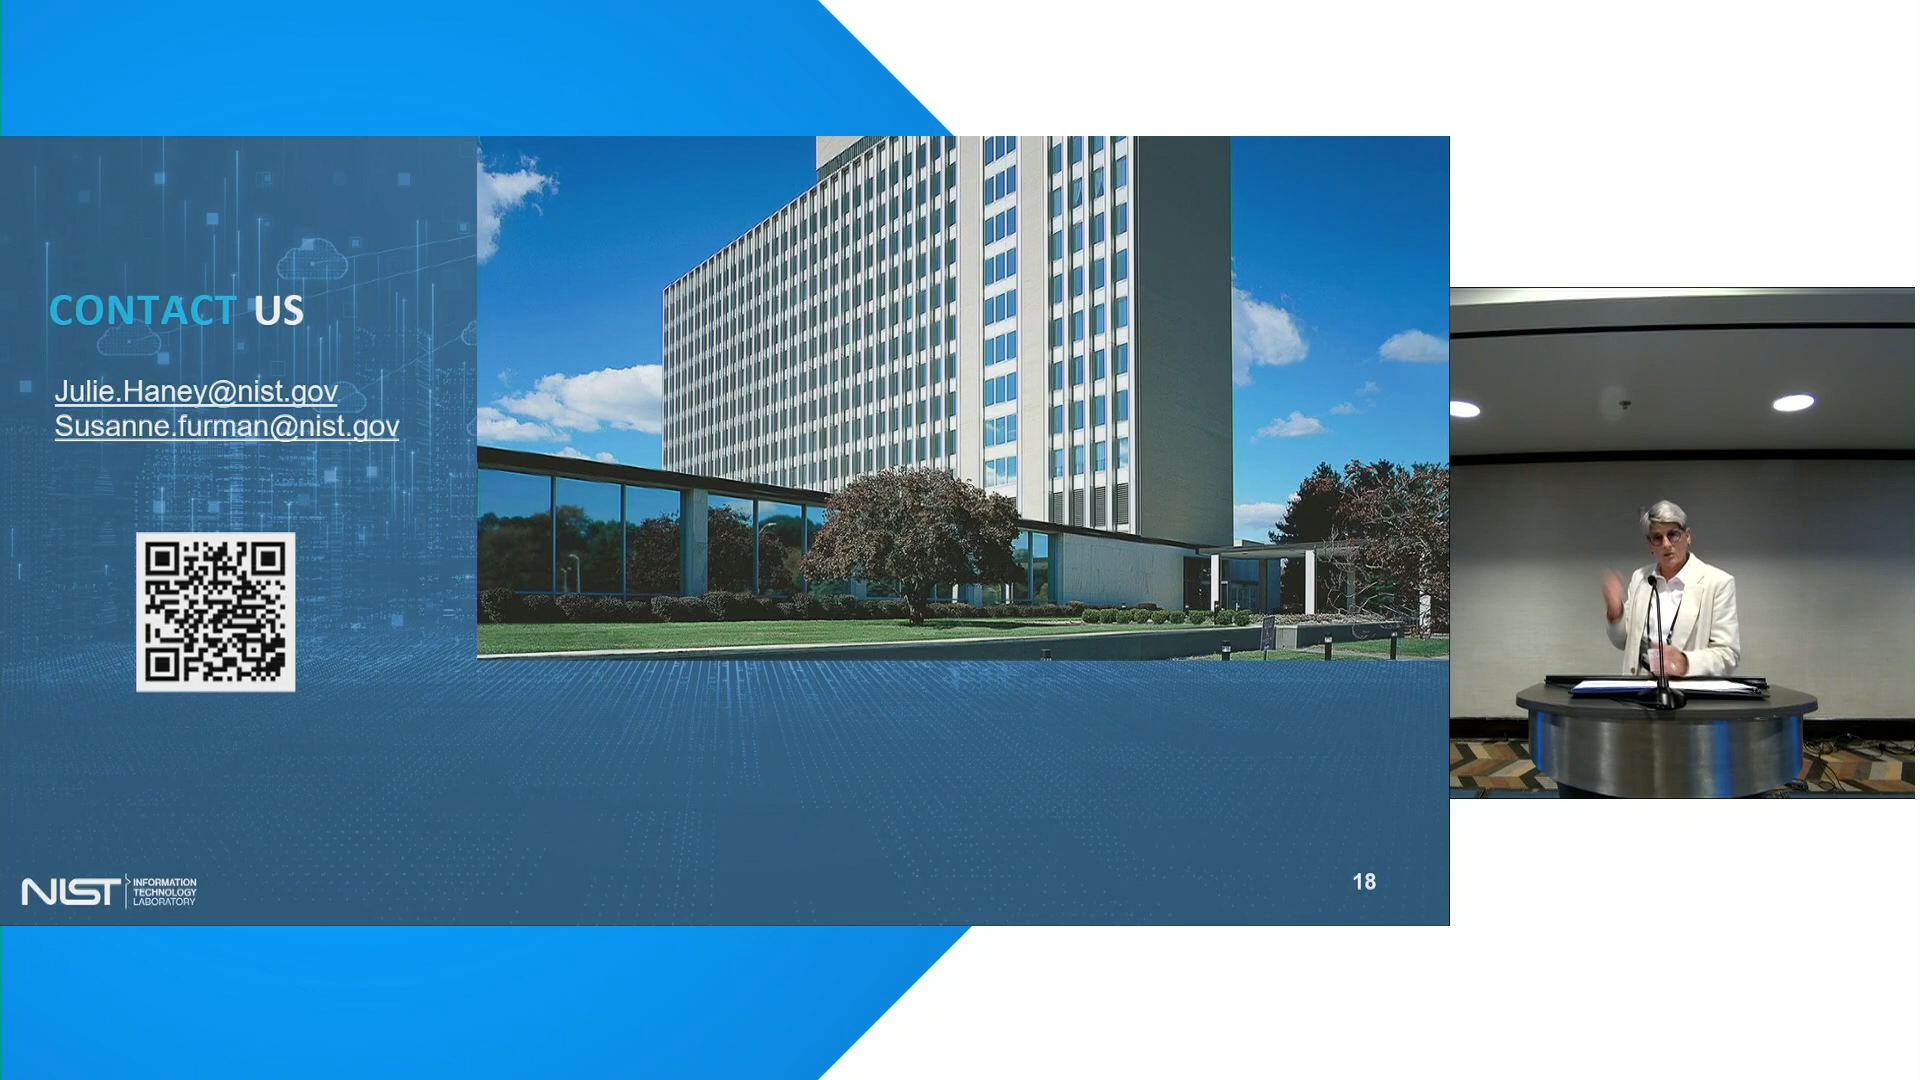 CONTACT US
Julie.Haney@nist.gov
Susanne.furman@nist.gov
NIST
INFORMATION
TECHNOLOGY
LABORATORY
18